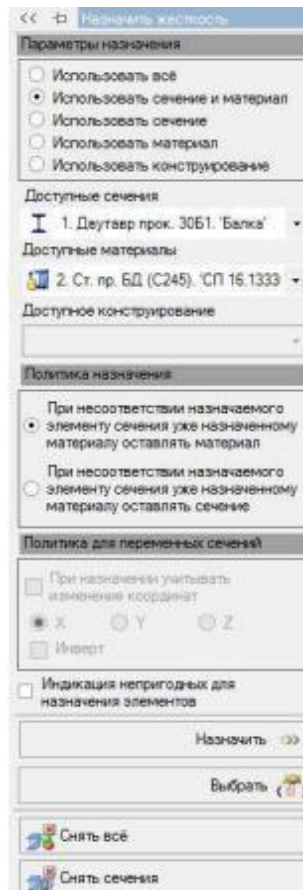 Назначить жесткость
Параметры назначения
Использовать всё
Использовать сечение и материал
Использовать сечение
Использовать материал
Использовать конструирование
Доступные сечения
1. Двутавр прок. 30Б1. 'Балка'
Доступные материалы
2. Ст. пр. БД (С245). 'СП 16.1333
Доступное конструирование
Политика назначения
При несоответствии назначаемого
элементу сечения уже назначенному
материалу оставлять материал
При несоответствии назначаемого
элементу сечения уже назначенному
материалу оставлять сечение
Политика для переменных сечений
При назначении учитывать
изменение координат
X Y Z
Инверт
Индикация непригодных для
назначения элементов
Назначить
Выбрать
Снять всё
Снять сечения